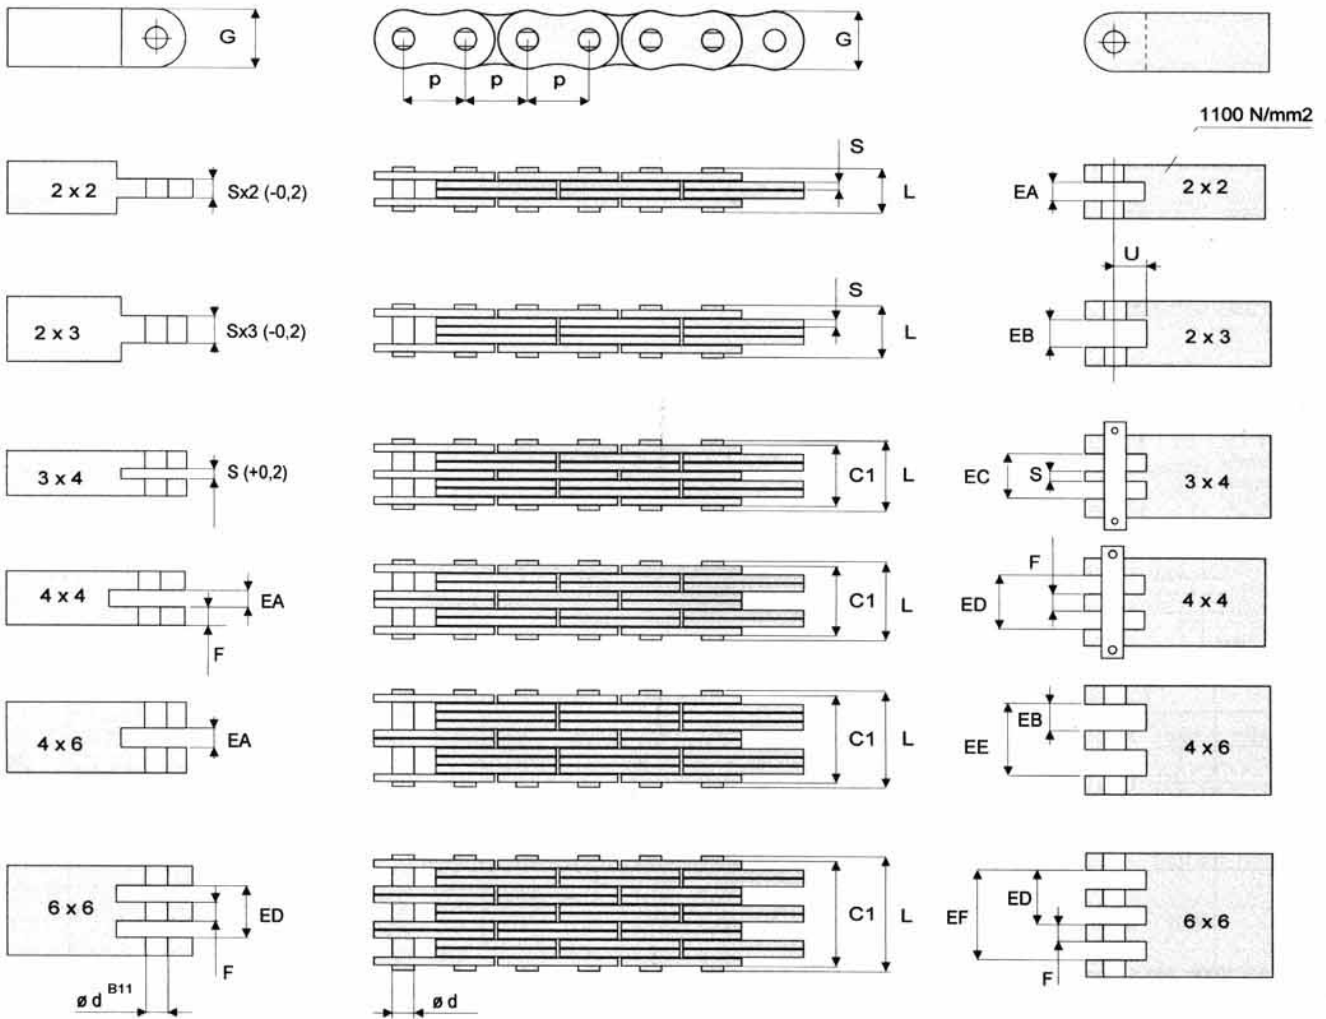 G
G
p
p
p
1100 N/mm2
2 x 2
Sx2 (-0,2)
S
L
EA
2 x 2
U
2 x 3
Sx3 (-0,2)
S
L
EB
2 x 3
3 x 4
S (+0,2)
C1
L
EC
S
3 x 4
4 x 4
EA
F
C1
L
F
ED
4 x 4
4 x 6
EA
C1
L
EB
EE
4 x 6
6 x 6
ED
F
ø d B11
C1
L
ø d
EF
ED
F
6 x 6